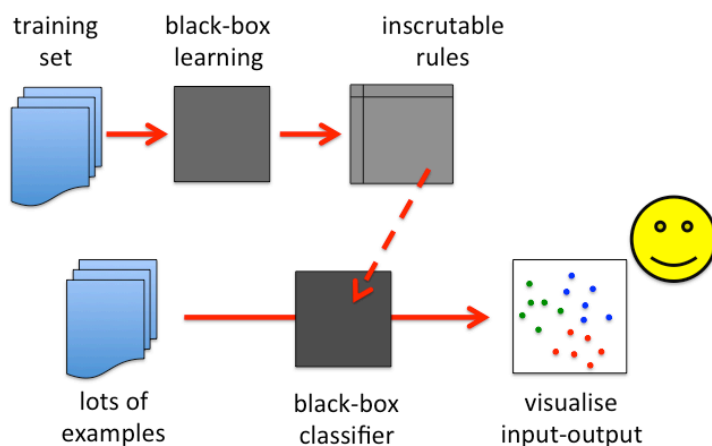 training
set
black-box
learning
inscrutable
rules
lots of
examples
black-box
classifier
visualise
input-output